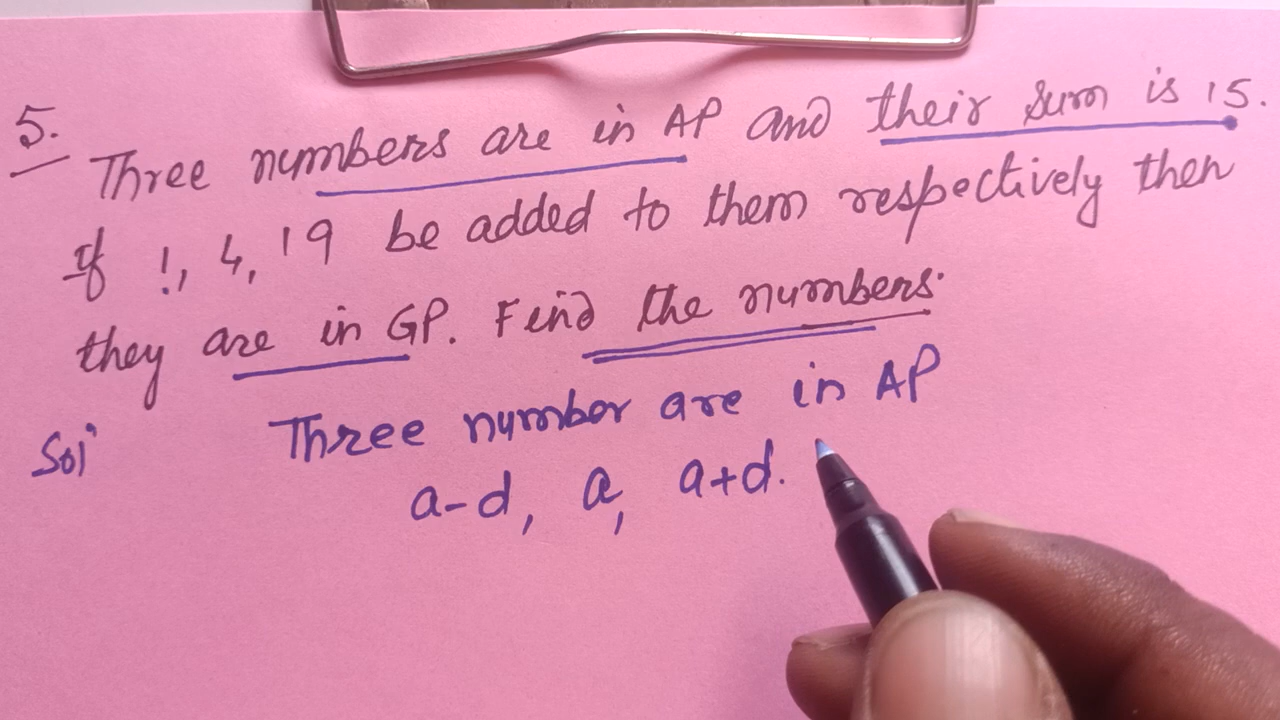 5.
Three numbers are in AP and their sum is 15.
If 1, 4, 19 be added to them respectively then
they are in GP. Find the numbers.
Sol Three number are in AP
a-d, a, a+d.